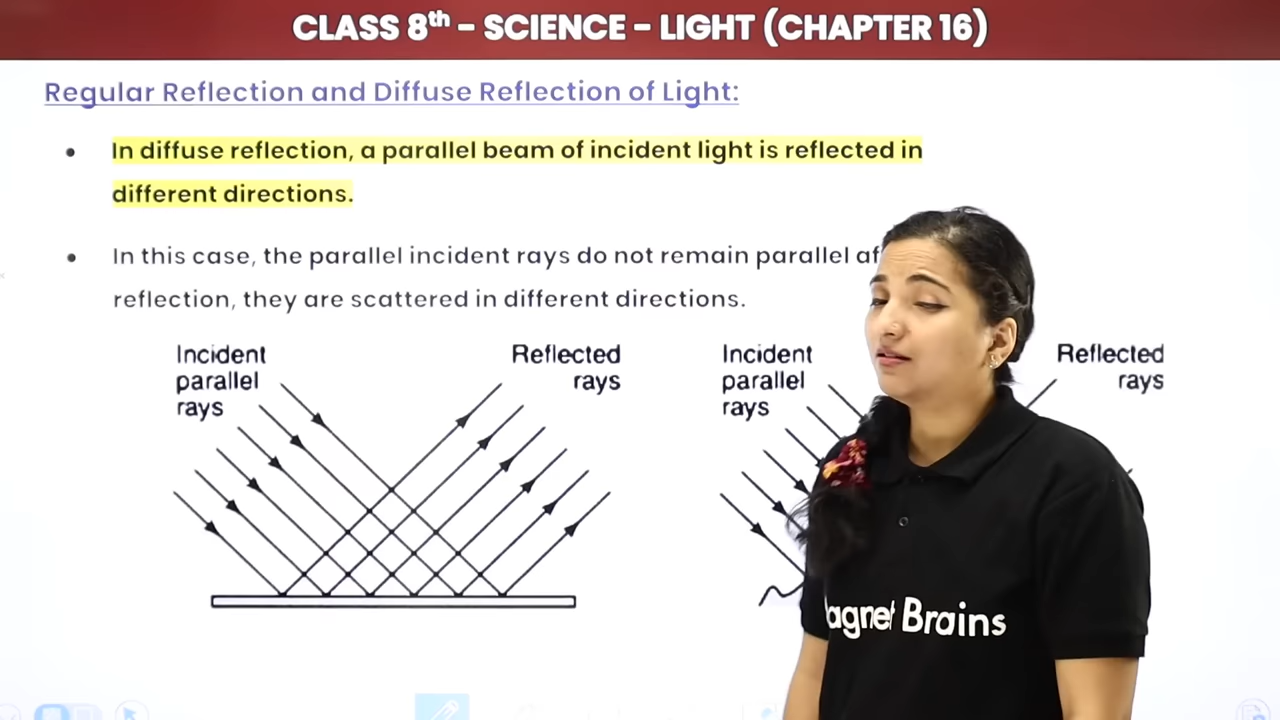 CLASS 8th - SCIENCE - LIGHT (CHAPTER 16)
Regular Reflection and Diffuse Reflection of Light:
• In diffuse reflection, a parallel beam of incident light is reflected in
different directions.
• In this case, the parallel incident rays do not remain parallel af
reflection, they are scattered in different directions.
Incident
parallel
rays
Reflected
rays
Incident
parallel
rays
Reflected
rays
agnet Brains